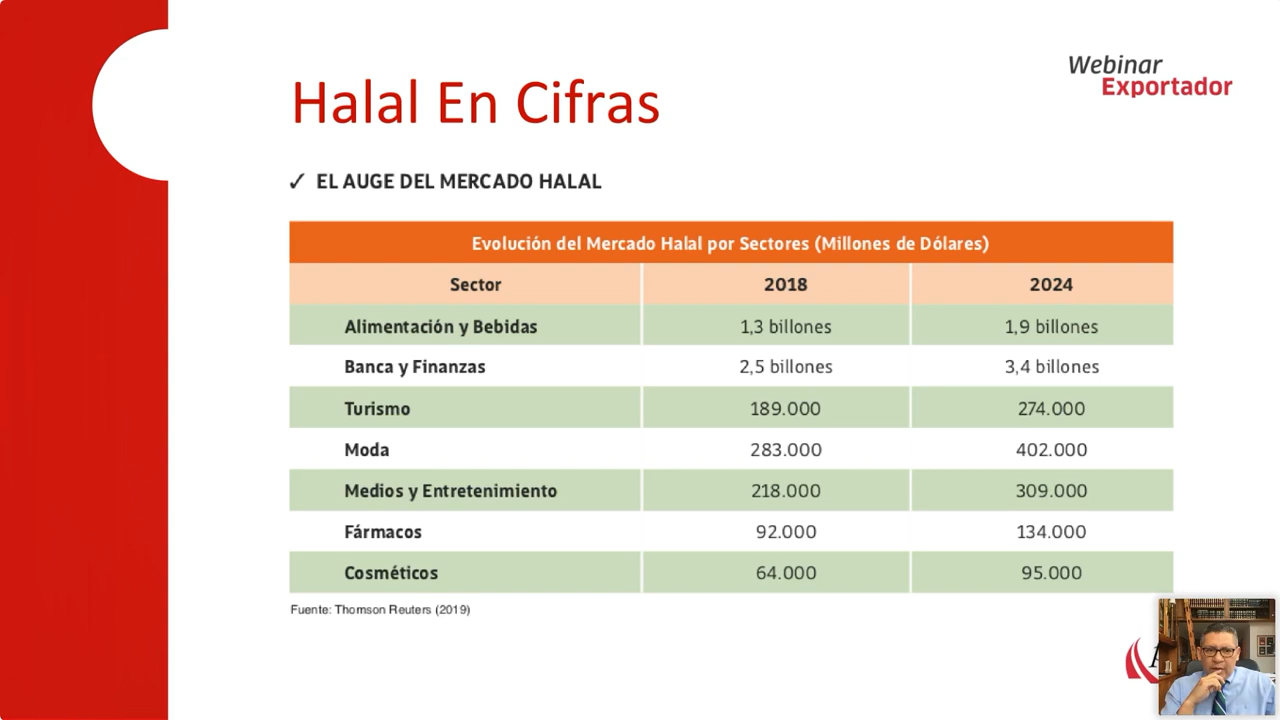 Halal En Cifras
Webinar
Exportador
✓ EL AUGE DEL MERCADO HALAL
Evolución del Mercado Halal por Sectores (Millones de Dólares)
Sector 2018 2024
Alimentación y Bebidas 1,3 billones 1,9 billones
Banca y Finanzas 2,5 billones 3,4 billones
Turismo 189.000 274.000
Moda 283.000 402.000
Medios y Entretenimiento 218.000 309.000
Fármacos 92.000 134.000
Cosméticos 64.000 95.000
Fuente: Thomson Reuters (2019)